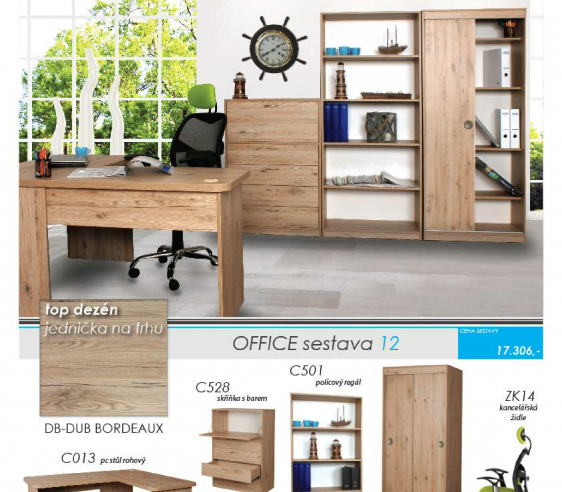 top dezén
jednička na trhu
CENA SESTAVY
OFFICE sestava 12
17.306,-
DB-DUB BORDEAUX
C528
skříňka s barem
C501
policový regál
ZK14
kancelářská
židle
C013 pc stůl rohový